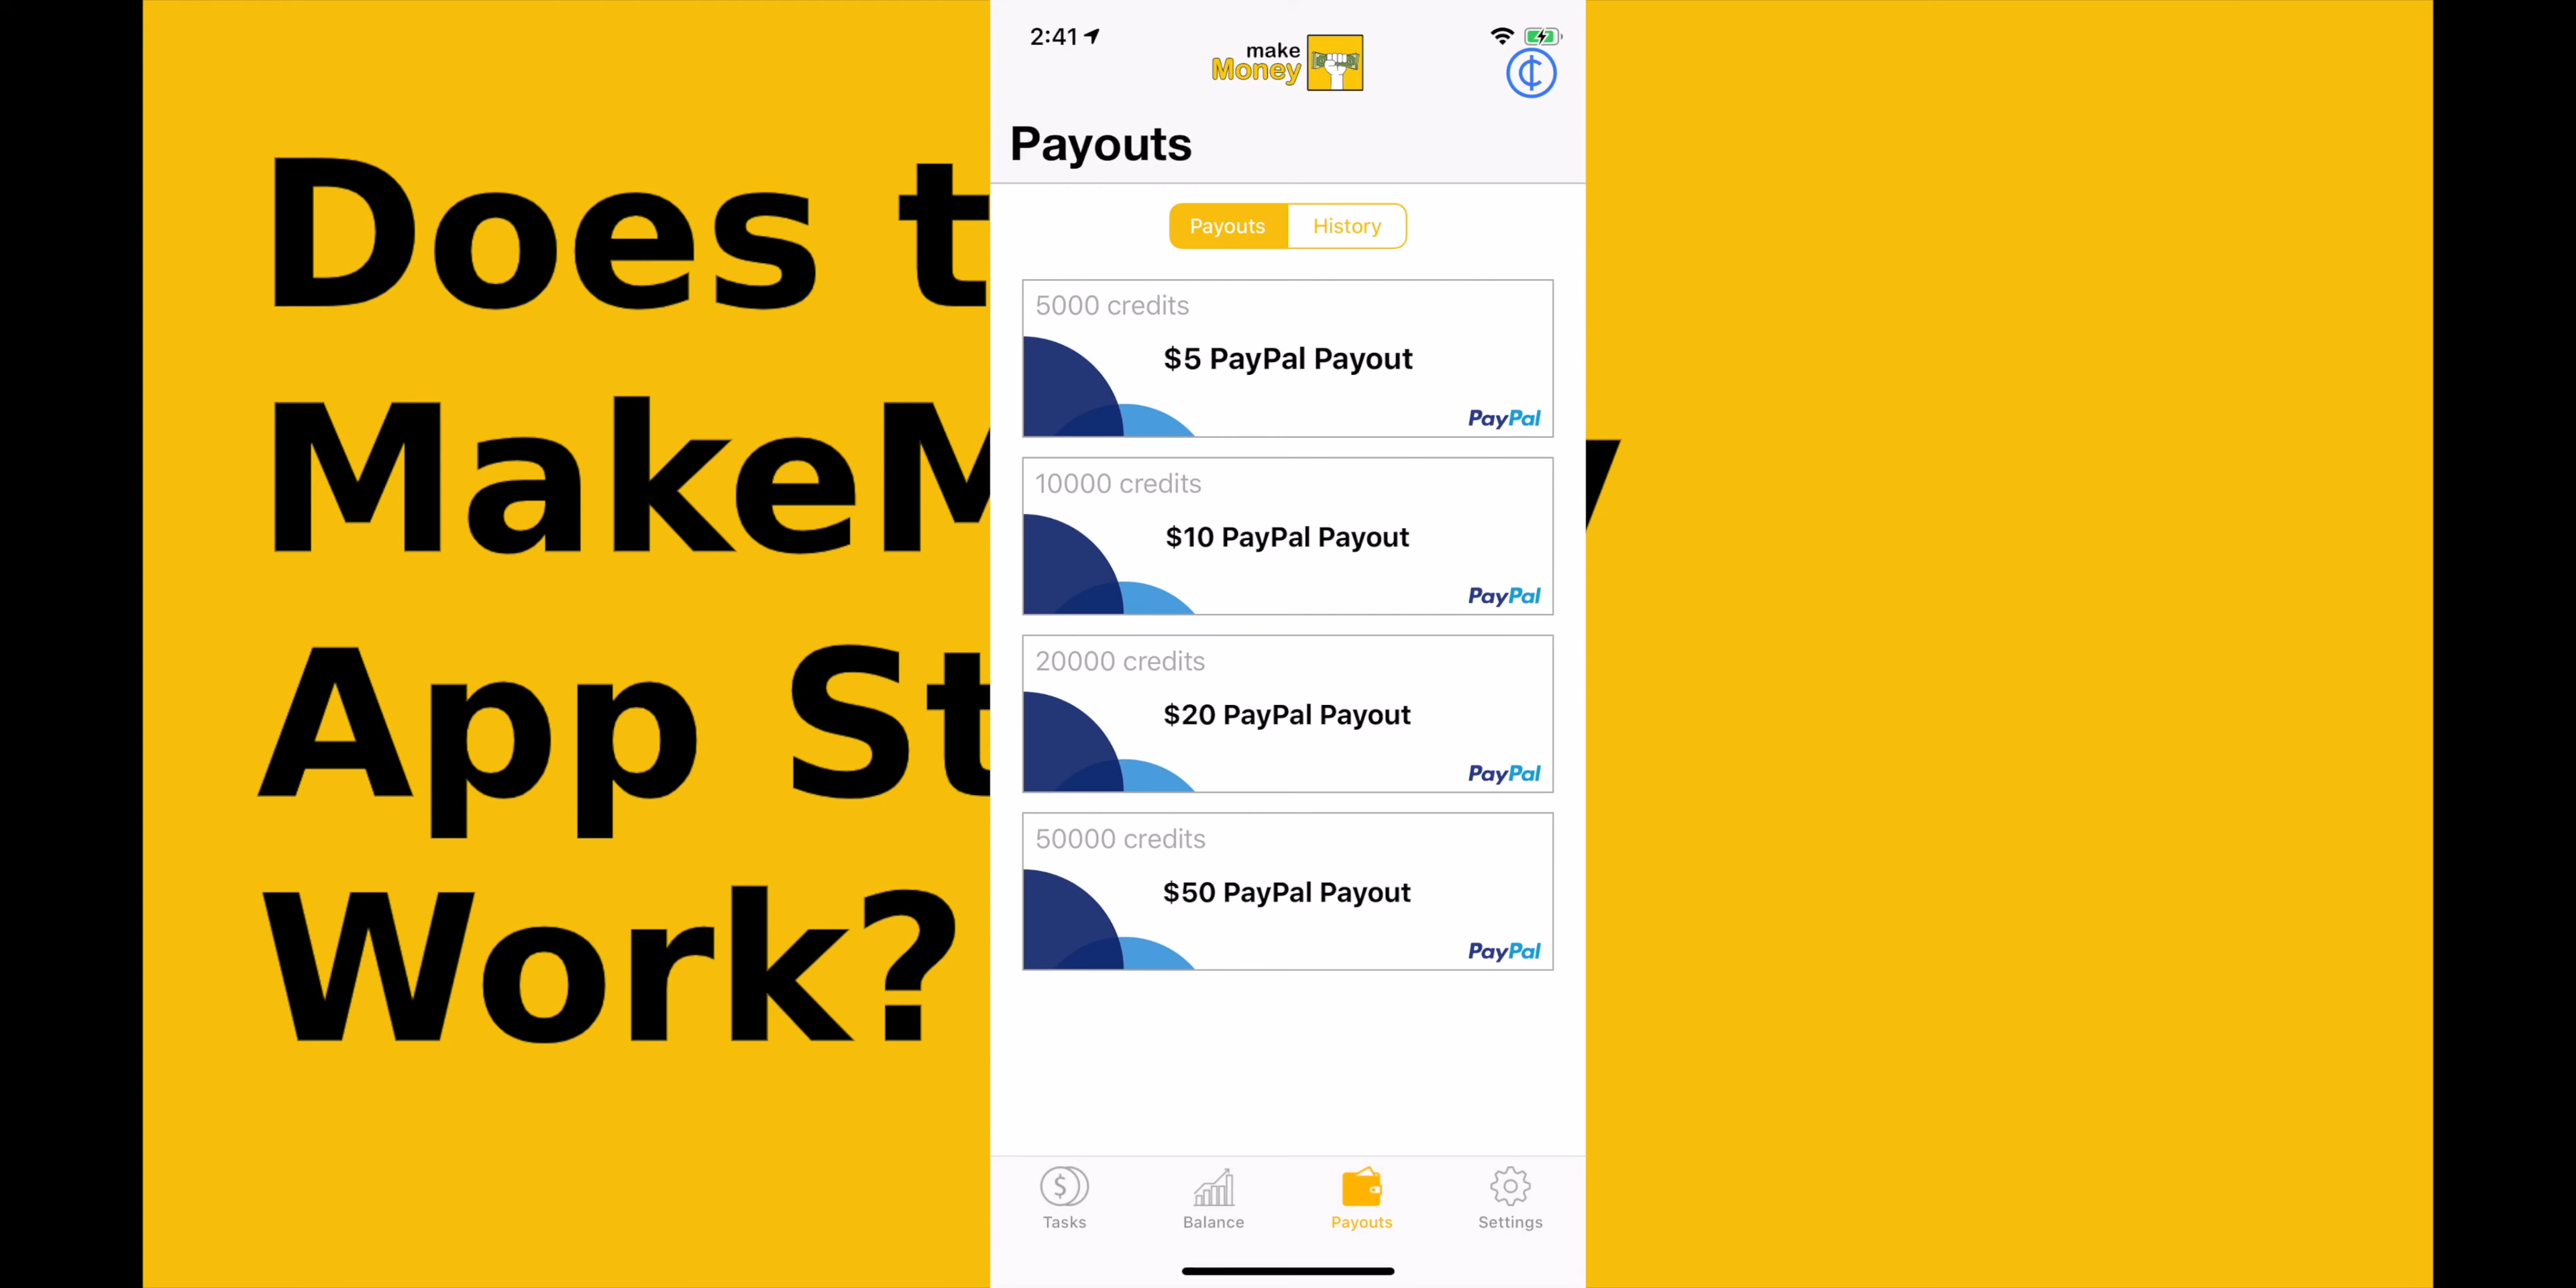 Does t
MakeM
App St
Work?
2:41
make
Money
Payouts
Payouts
History
5000 credits
$5 PayPal Payout
PayPal
10000 credits
$10 PayPal Payout
PayPal
20000 credits
$20 PayPal Payout
PayPal
50000 credits
$50 PayPal Payout
PayPal
Tasks
Balance
Payouts
Settings